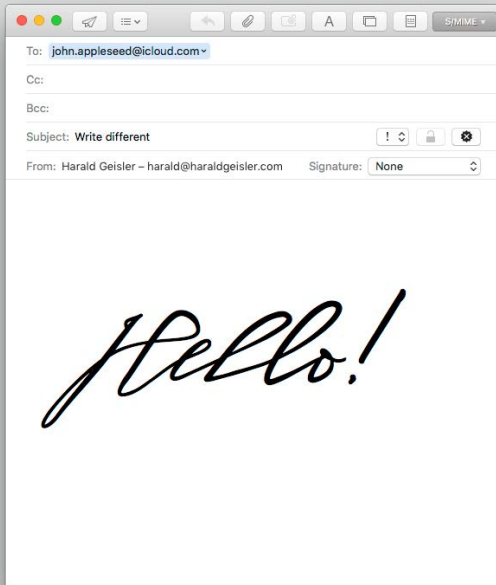 S/MIME
To: john.appleseed@icloud.com
Cc:
Bcc:
Subject: Write different !
From: Harald Geisler – harald@haraldgeisler.com Signature: None
Hello!